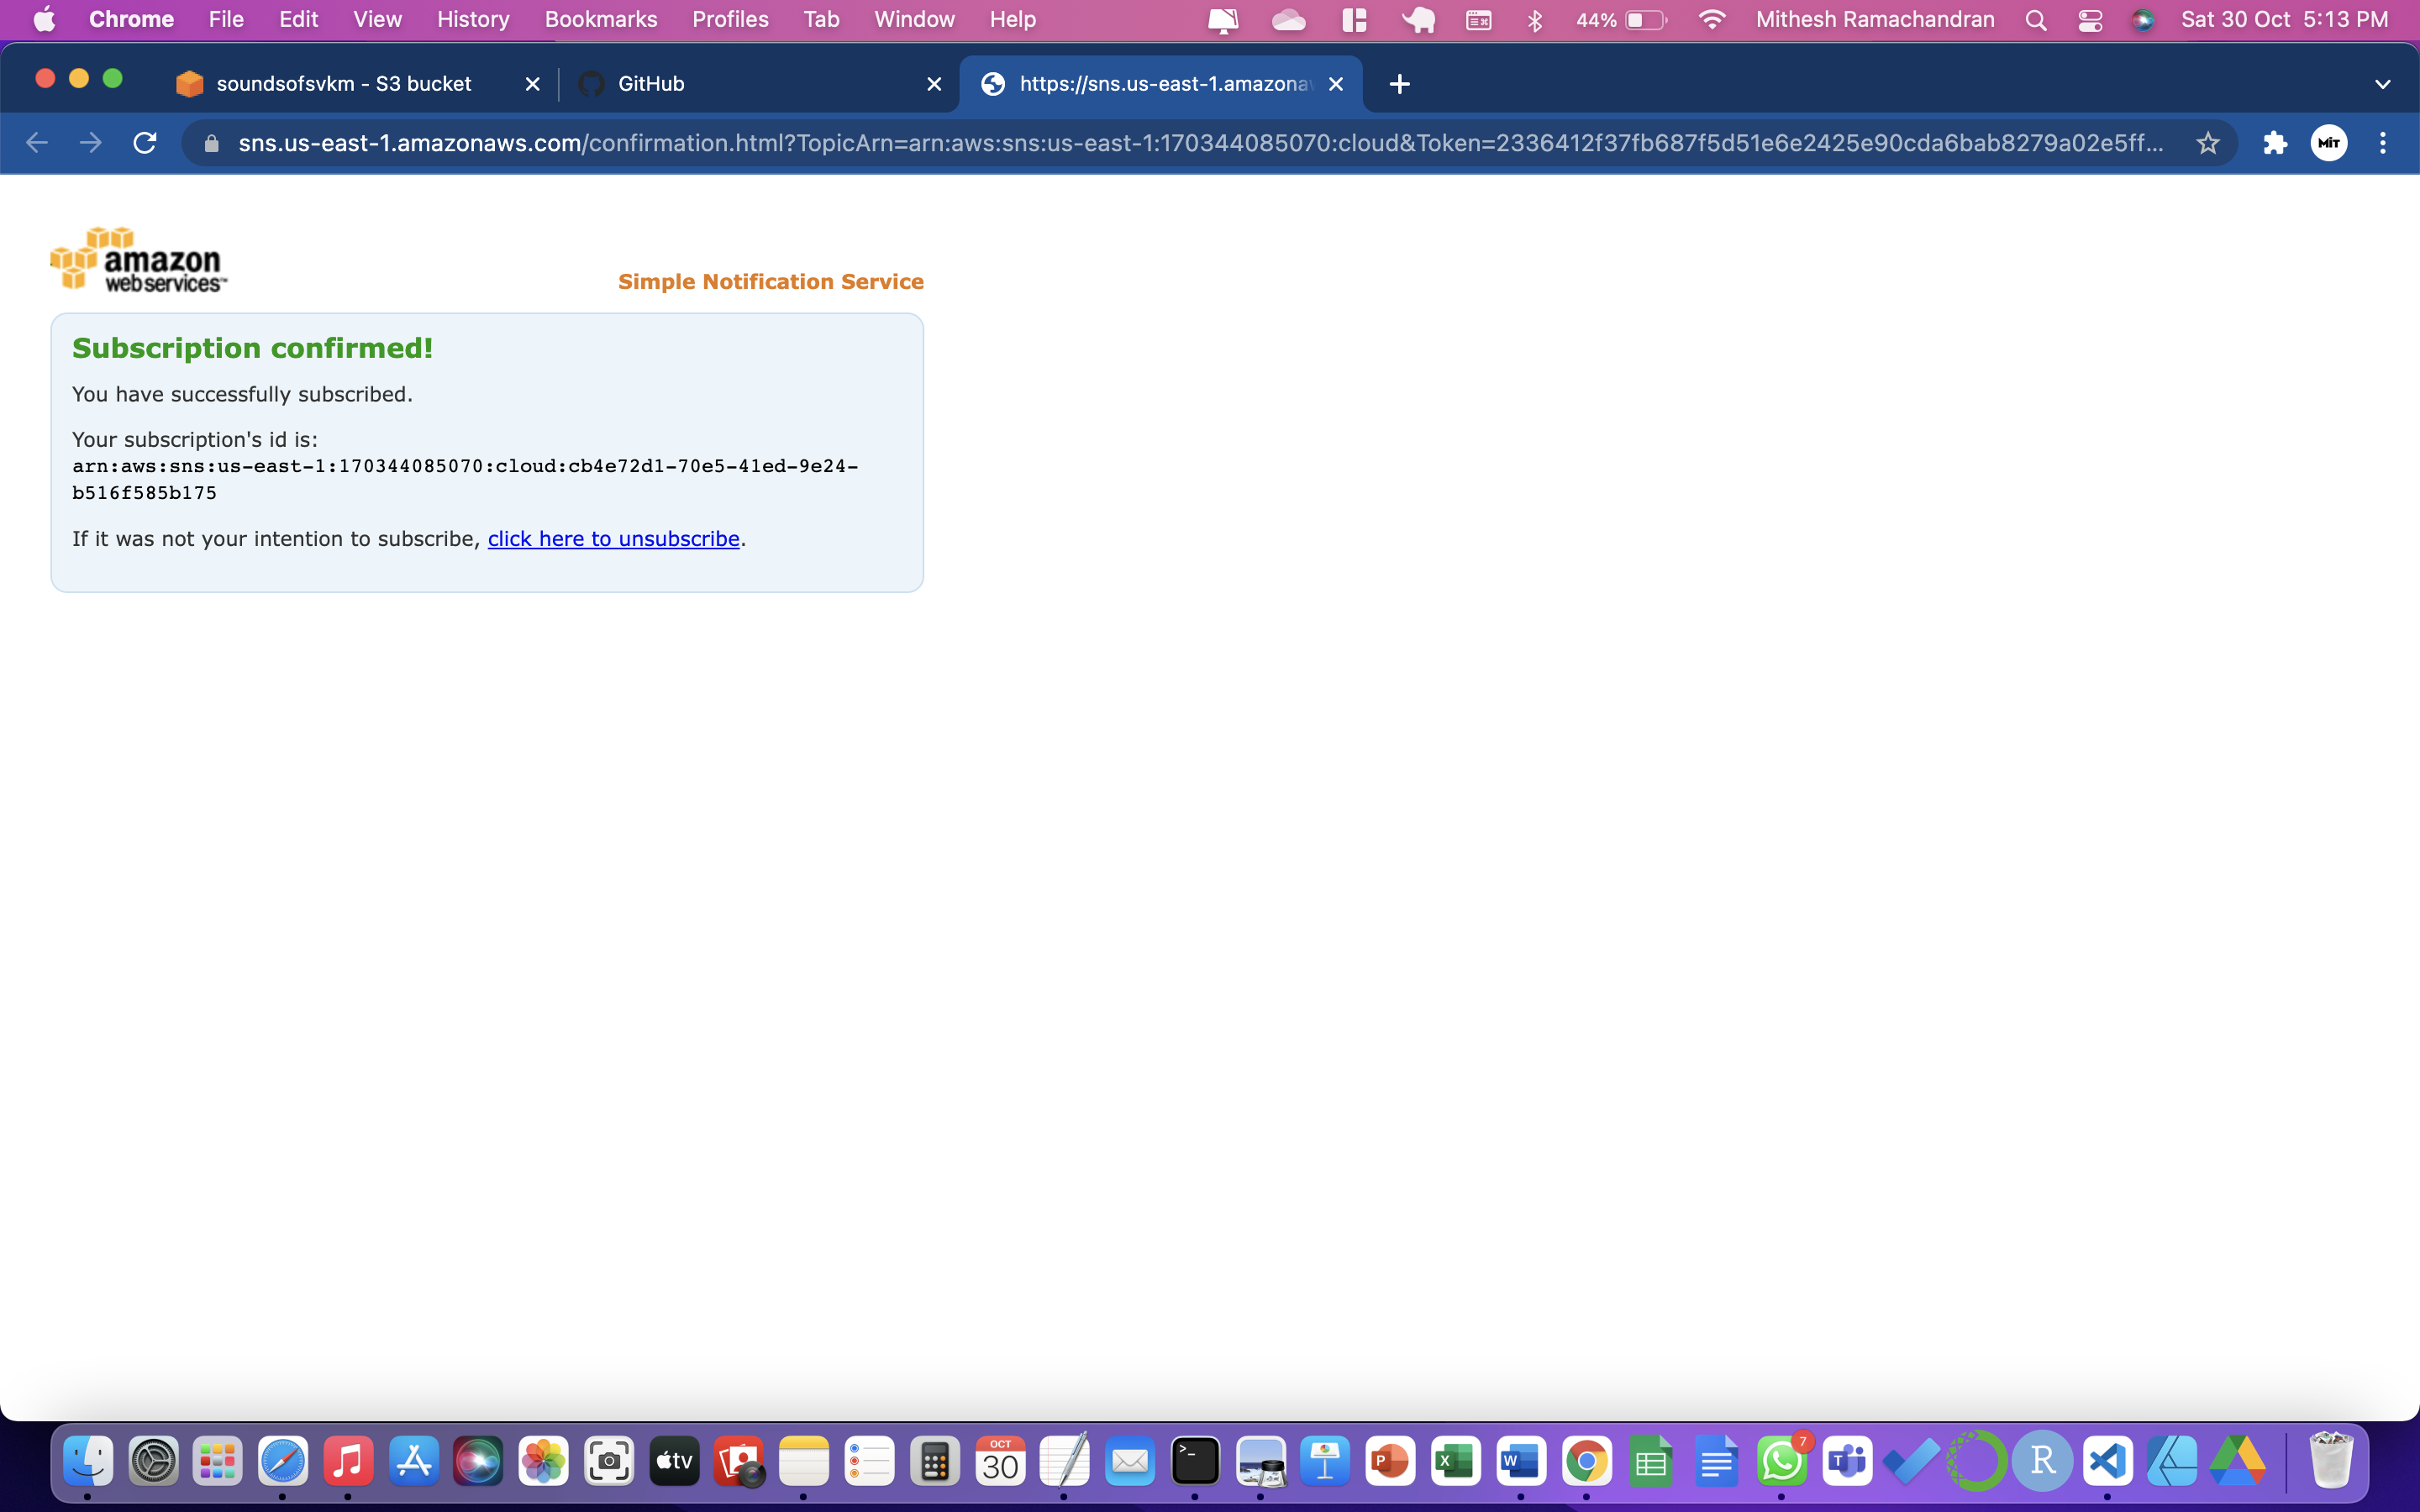 Chrome File Edit View History Bookmarks Profiles Tab Window Help 44% Mithesh Ramachandran Sat 30 Oct 5:13 PM
soundsofsvkm - S3 bucket GitHub https://sns.us-east-1.amazona
sns.us-east-1.amazonaws.com/confirmation.html?TopicArn=arn:aws:sns:us-east-1:170344085070:cloud&Token=2336412f37fb687f5d51e6e2425e90cda6bab8279a02e5ff... MiT
amazon
webservices™
Simple Notification Service
Subscription confirmed!
You have successfully subscribed.
Your subscription's id is:
arn:aws:sns:us-east-1:170344085070:cloud:cb4e72d1-70e5-41ed-9e24-
b516f585b175
If it was not your intention to subscribe, click here to unsubscribe.
tv OCT 30 >_ P X W 7 T R